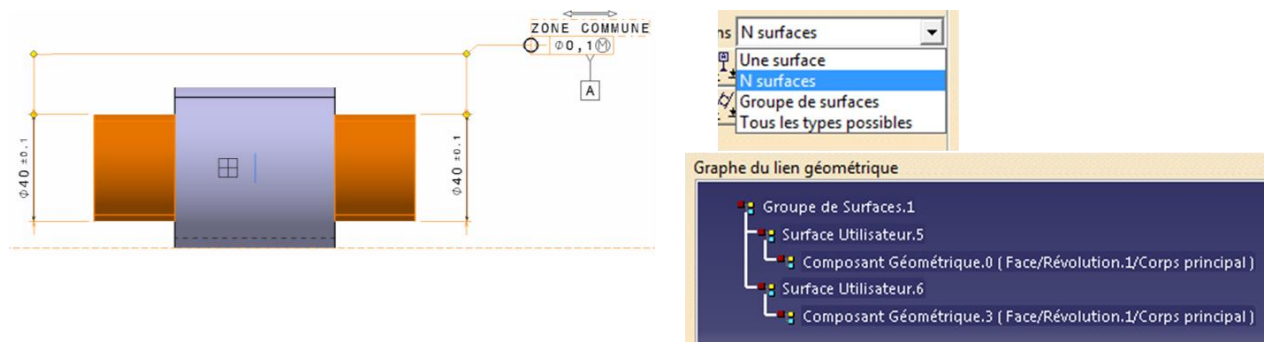 ZONE COMMUNE
Φ0,1Ⓜ
A
Φ40 ±0.1
Φ40 ±0.1
ns N surfaces
Une surface
N surfaces
Groupe de surfaces
Tous les types possibles
Graphe du lien géométrique
Groupe de Surfaces.1
Surface Utilisateur.5
Composant Géométrique.0 ( Face/Révolution.1/Corps principal )
Surface Utilisateur.6
Composant Géométrique.3 ( Face/Révolution.1/Corps principal )